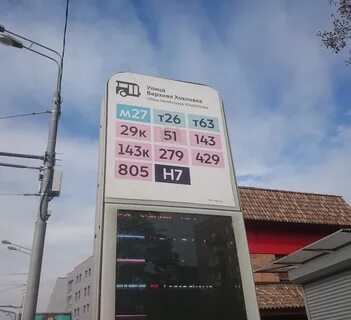 Улица
Верхняя Хохловка
Ulitsa Verkhnyaya Khokhlovka
м27 т26 т63
29к 51 143
143к 279 429
805 Н7